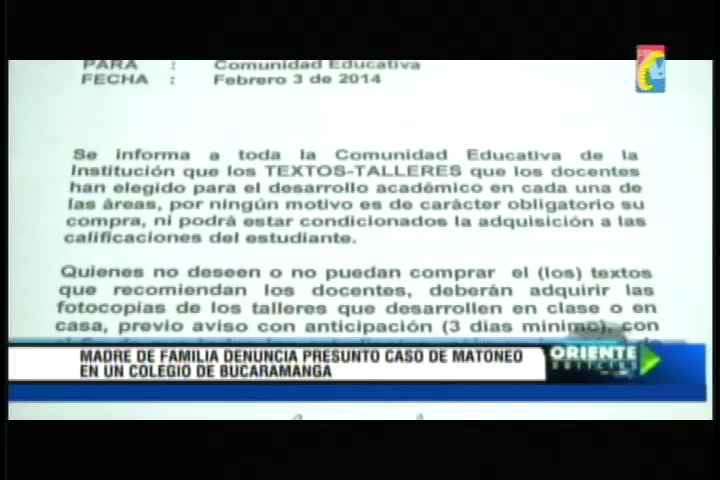 PARA : Comunidad Educativa
FECHA : Febrero 3 de 2014
Se informa a toda la Comunidad Educativa de la
Institución que los TEXTOS-TALLERES que los docentes
han elegido para el desarrollo académico en cada una de
las áreas, por ningún motivo es de carácter obligatorio su
compra, ni podrá estar condicionados la adquisición a las
calificaciones del estudiante.
Quienes no deseen o no puedan comprar el (los) textos
que recomiendan los docentes, deberán adquirir las
fotocopias de los talleres que desarrollen en clase o en
casa, previo aviso con anticipación (3 días mínimo), con
MADRE DE FAMILIA DENUNCIA PRESUNTO CASO DE MATONEO
EN UN COLEGIO DE BUCARAMANGA
ORIENTE
NOTICIAS